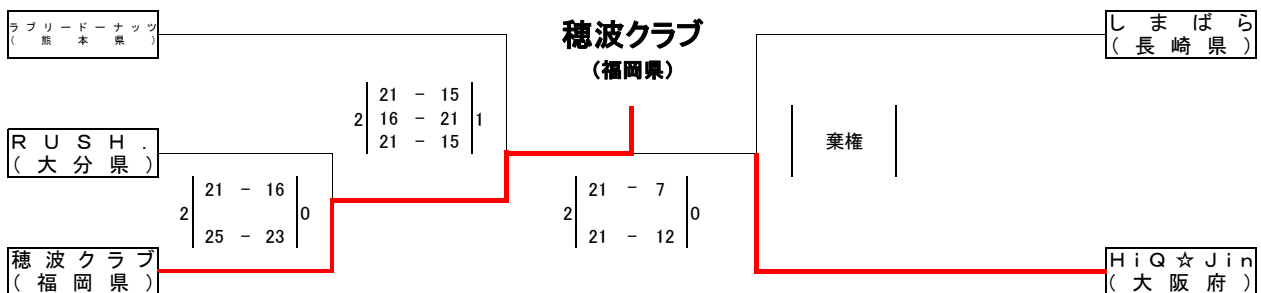 ラブリードーナッツ
(熊本県)
穂波クラブ
(福岡県)
しまばら
(長崎県)
2
21 - 15
16 - 21
21 - 15
1
棄権
RUSH.
(大分県)
2
21 - 16
25 - 23
0
2
21 - 7
21 - 12
0
穂波クラブ
(福岡県)
HiQ☆Jin
(大阪府)